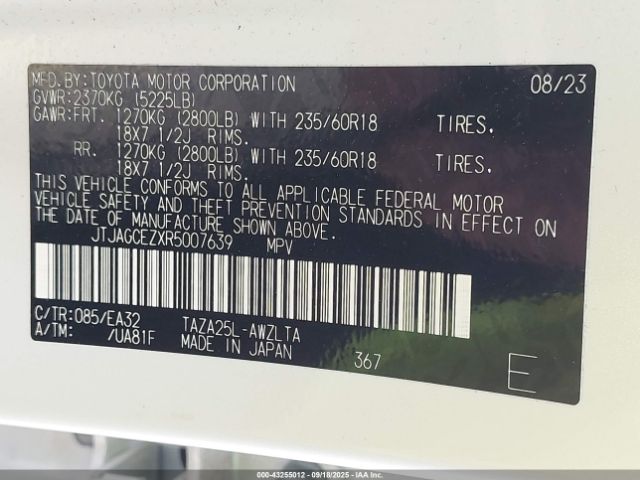 MFD.BY:TOYOTA MOTOR CORPORATION 08/23
GVWR:2370KG (5225LB)
GAWR:FRT. 1270KG (2800LB) WITH 235/60R18 TIRES.
18X7 1/2J RIMS.
RR. 1270KG (2800LB) WITH 235/60R18 TIRES.
18X7 1/2J RIMS.
THIS VEHICLE CONFORMS TO ALL APPLICABLE FEDERAL MOTOR
VEHICLE SAFETY AND THEFT PREVENTION STANDARDS IN EFFECT ON
THE DATE OF MANUFACTURE SHOWN ABOVE.
JTJAGCEZXR5007639 MPV
C/TR:085/EA32 TAZA25L-AWZLTA
A/TM: /UA81F MADE IN JAPAN 367 E
000-43255012 - 09/18/2025 - IAAI.COM